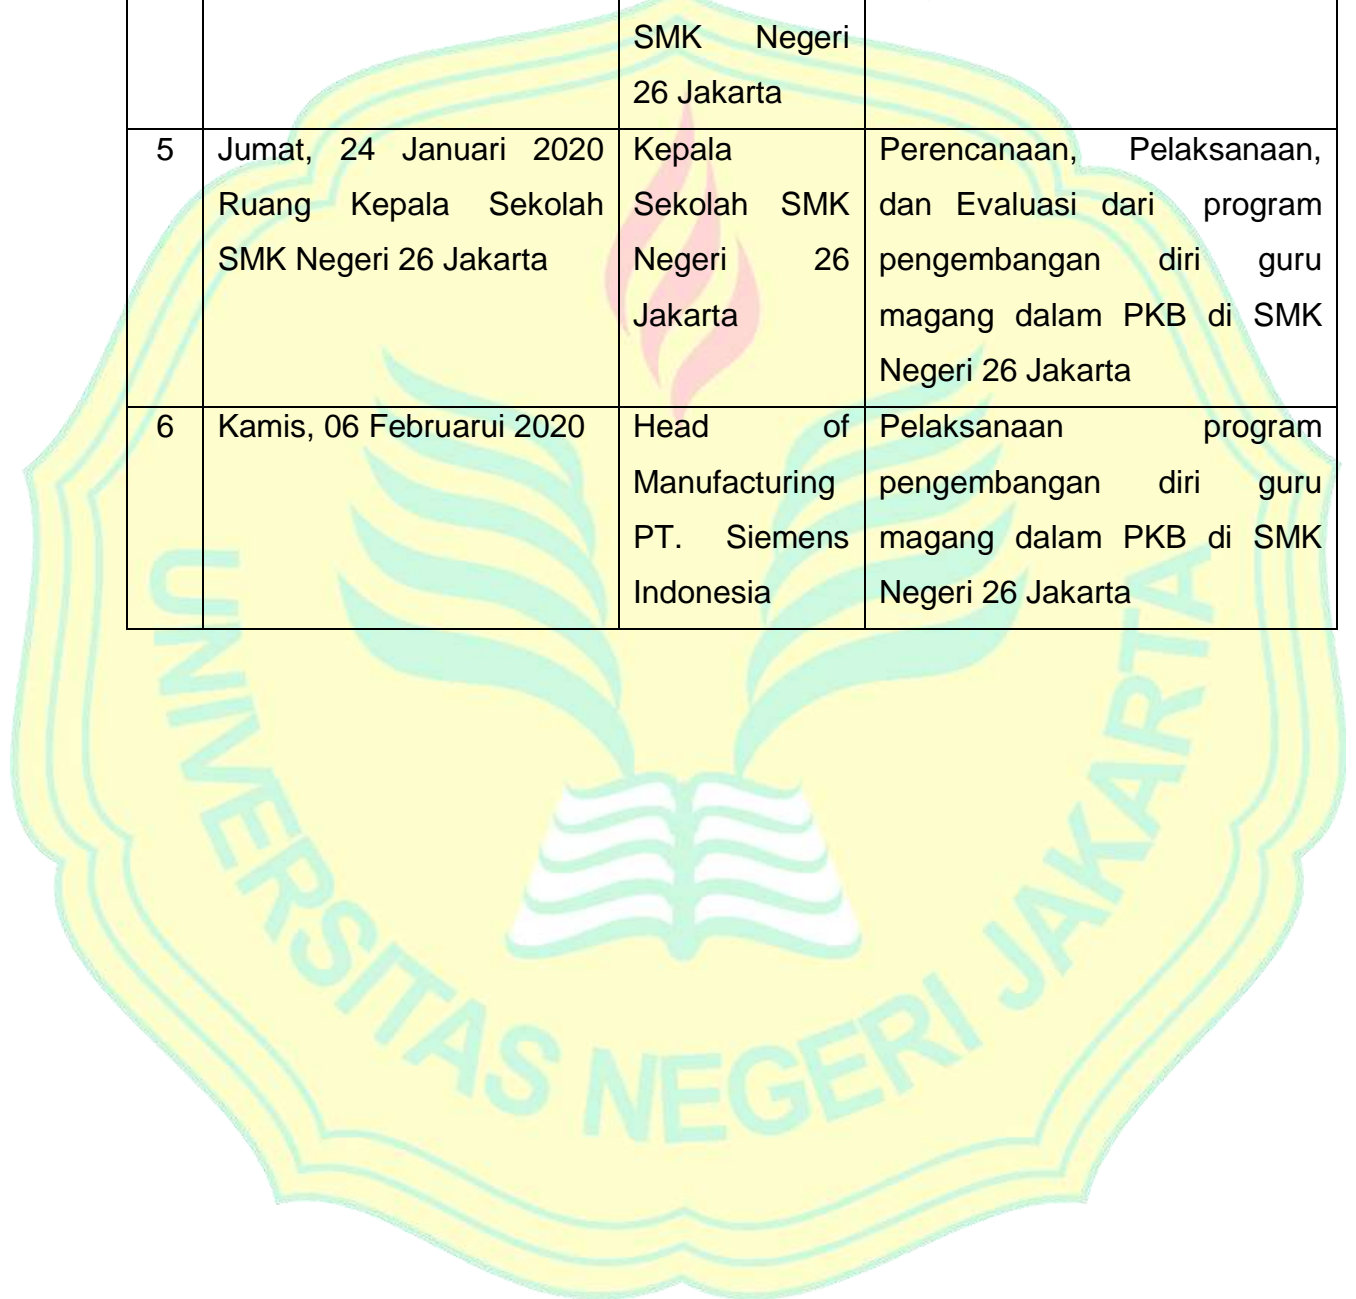 SMK Negeri
26 Jakarta
5 Jumat, 24 Januari 2020 Kepala Perencanaan, Pelaksanaan,
Ruang Kepala Sekolah Sekolah SMK dan Evaluasi dari program
SMK Negeri 26 Jakarta Negeri 26 pengembangan diri guru
Jakarta magang dalam PKB di SMK
Negeri 26 Jakarta
6 Kamis, 06 Februarui 2020 Head of Pelaksanaan program
Manufacturing pengembangan diri guru
PT. Siemens magang dalam PKB di SMK
Indonesia Negeri 26 Jakarta
UNIVERSITAS NEGERI JAKARTA